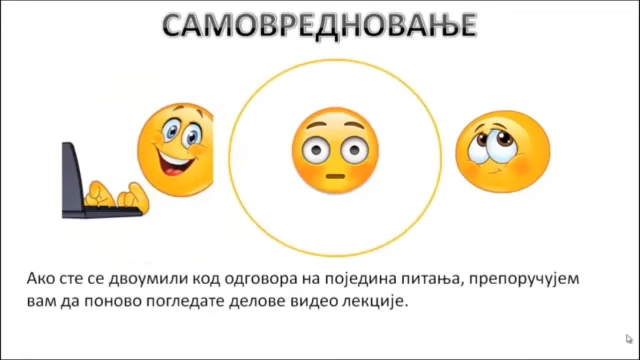 САМОВРЕДНОВАЊЕ
Ако сте се двоумили код одговора на поједина питања, препоручујем
вам да поново погледате делове видео лекције.